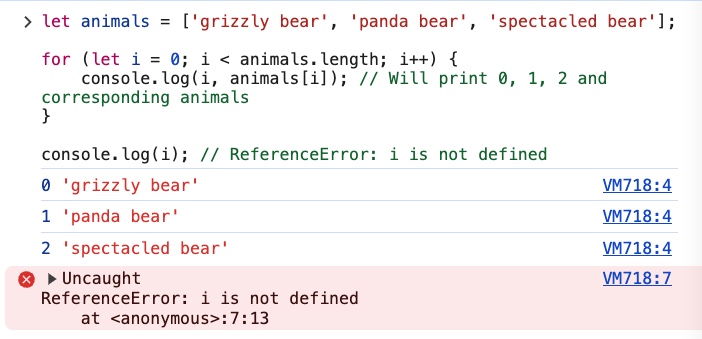 > let animals = ['grizzly bear', 'panda bear', 'spectacled bear'];
for (let i = 0; i < animals.length; i++) {
    console.log(i, animals[i]); // Will print 0, 1, 2 and
corresponding animals
}
console.log(i); // ReferenceError: i is not defined
0 'grizzly bear' VM718:4
1 'panda bear' VM718:4
2 'spectacled bear' VM718:4
Uncaught VM718:7
ReferenceError: i is not defined
    at <anonymous>:7:13